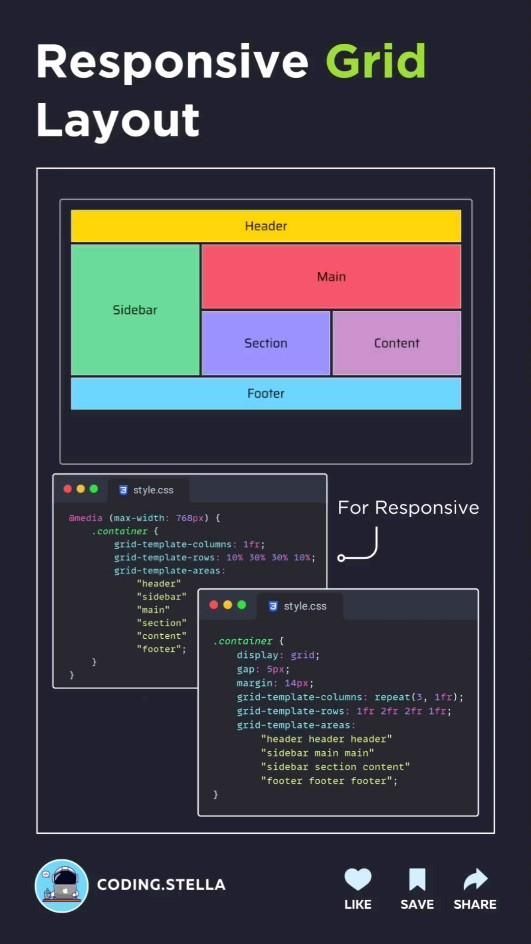 Responsive Grid
Layout
Header
Sidebar
Main
Section
Content
Footer
style.css
@media (max-width: 768px) {
.container {
grid-template-columns: 1fr;
grid-template-rows: 10% 30% 30% 10%;
grid-template-areas:
"header"
"sidebar"
"main"
"section"
"content"
"footer";
}
}
For Responsive
style.css
.container {
display: grid;
gap: 5px;
margin: 14px;
grid-template-columns: repeat(3, 1fr);
grid-template-rows: 1fr 2fr 2fr 1fr;
grid-template-areas:
"header header header"
"sidebar main main"
"sidebar section content"
"footer footer footer";
}
CODING.STELLA
LIKE
SAVE
SHARE